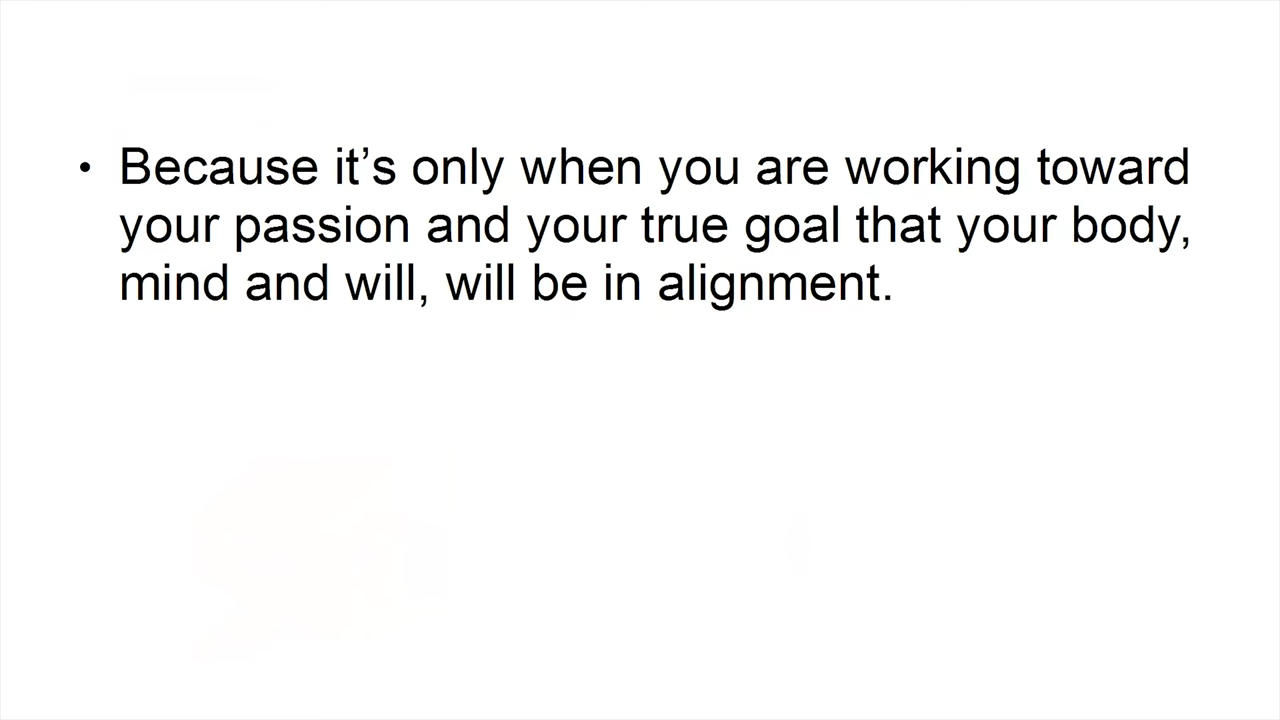 • Because it’s only when you are working toward
your passion and your true goal that your body,
mind and will, will be in alignment.